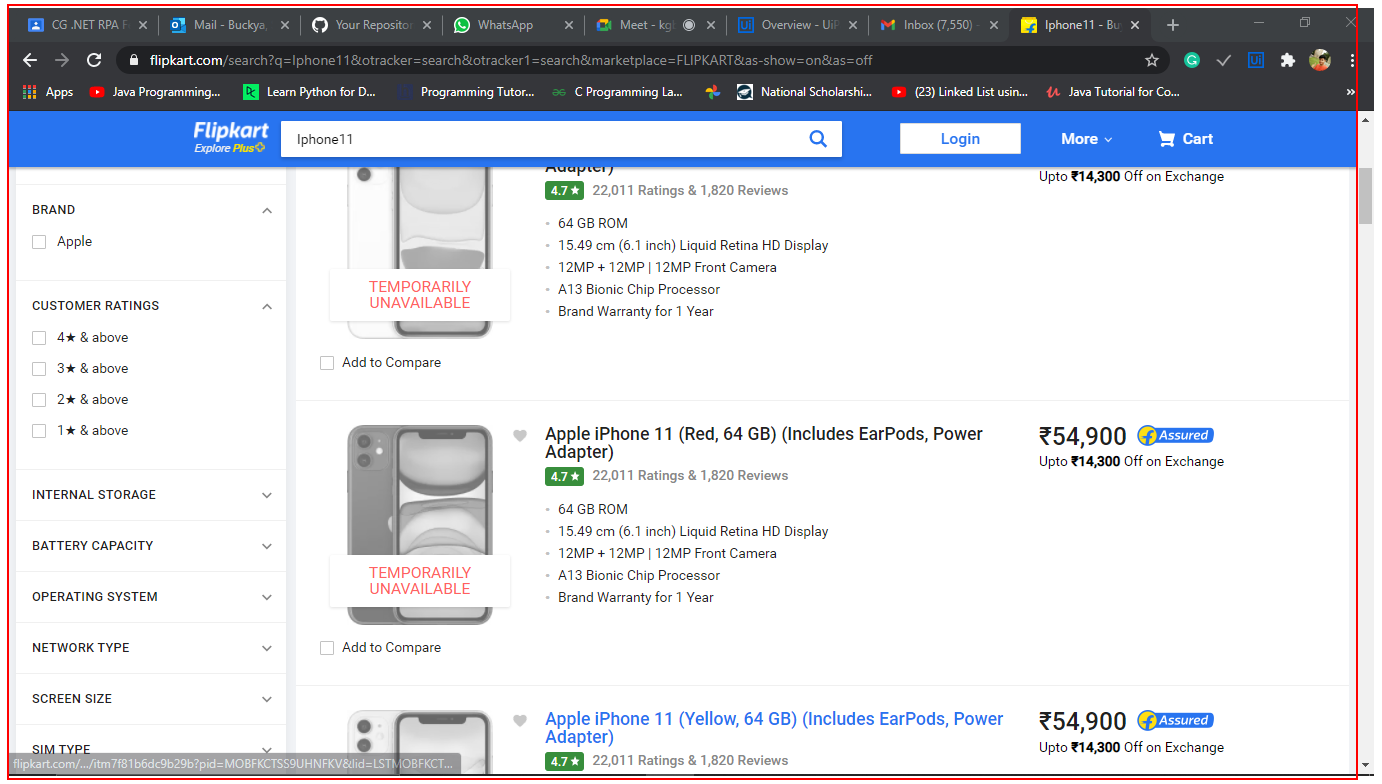 CG .NET RPA F
Mail - Buckya,
Your Repositor
WhatsApp
Meet - kg
Overview - UiP
Inbox (7,550) -
Iphone11 - Bu
flipkart.com/search?q=Iphone11&otracker=search&otracker1=search&marketplace=FLIPKART&as-show=on&as=off
Apps
Java Programming...
Learn Python for D...
Programming Tutor...
C Programming La...
National Scholarshi...
(23) Linked List usin...
Java Tutorial for Co...
Flipkart
Explore Plus
Iphone11
Login
More
Cart
BRAND
Apple
CUSTOMER RATINGS
4★ & above
3★ & above
2★ & above
1★ & above
INTERNAL STORAGE
BATTERY CAPACITY
OPERATING SYSTEM
NETWORK TYPE
SCREEN SIZE
SIM TYPE
Adapter)
4.7★ 22,011 Ratings & 1,820 Reviews
64 GB ROM
15.49 cm (6.1 inch) Liquid Retina HD Display
12MP + 12MP | 12MP Front Camera
A13 Bionic Chip Processor
Brand Warranty for 1 Year
Upto ₹14,300 Off on Exchange
TEMPORARILY
UNAVAILABLE
Add to Compare
Apple iPhone 11 (Red, 64 GB) (Includes EarPods, Power
Adapter)
4.7★ 22,011 Ratings & 1,820 Reviews
64 GB ROM
15.49 cm (6.1 inch) Liquid Retina HD Display
12MP + 12MP | 12MP Front Camera
A13 Bionic Chip Processor
Brand Warranty for 1 Year
₹54,900 Assured
Upto ₹14,300 Off on Exchange
TEMPORARILY
UNAVAILABLE
Add to Compare
Apple iPhone 11 (Yellow, 64 GB) (Includes EarPods, Power
Adapter)
4.7★ 22,011 Ratings & 1,820 Reviews
₹54,900 Assured
Upto ₹14,300 Off on Exchange
flipkart.com/.../itm7f81b6dc9b29b?pid=MOBFKCTSS9UHNFKV&lid=LSTMOBFKCT...